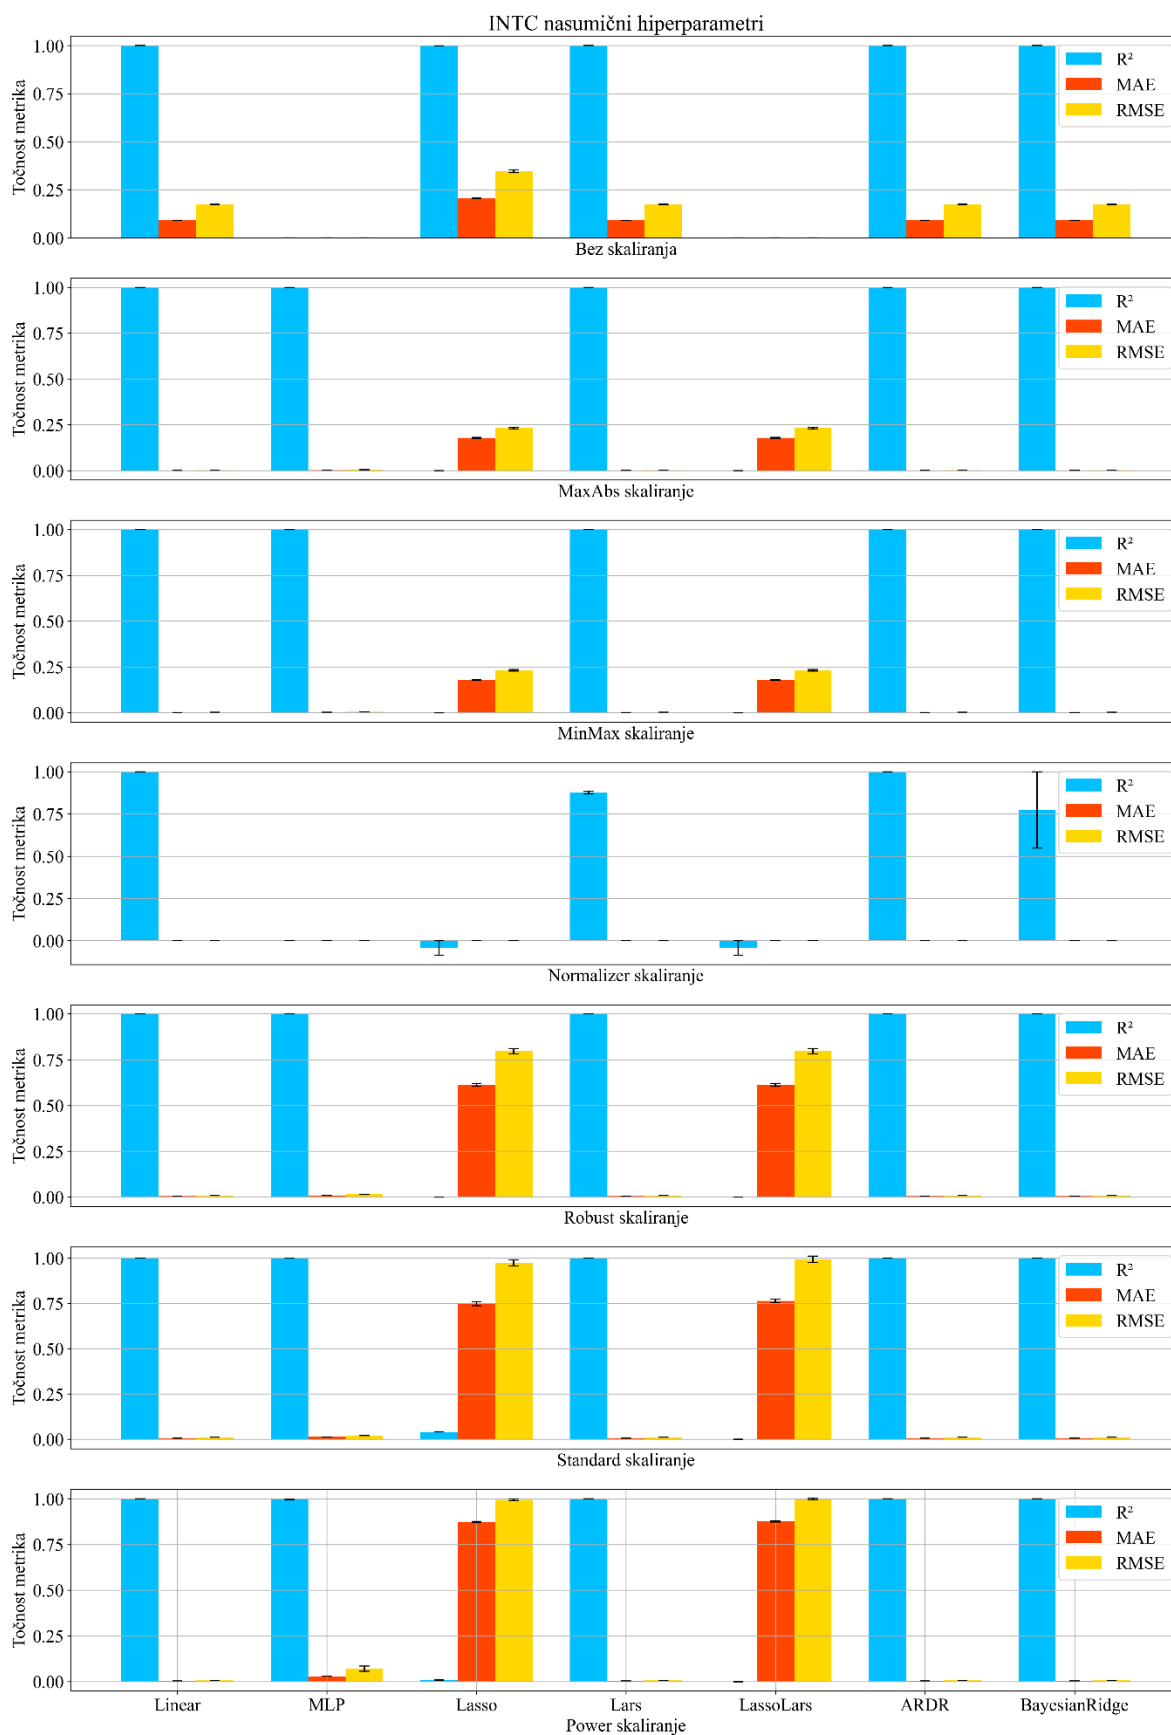 INTC nasumični hiperparametri
Točnost metrika
1.00
0.75
0.50
0.25
0.00
R²
MAE
RMSE
Bez skaliranja
Točnost metrika
1.00
0.75
0.50
0.25
0.00
R²
MAE
RMSE
MaxAbs skaliranje
Točnost metrika
1.00
0.75
0.50
0.25
0.00
R²
MAE
RMSE
MinMax skaliranje
Točnost metrika
1.00
0.75
0.50
0.25
0.00
R²
MAE
RMSE
Normalizer skaliranje
Točnost metrika
1.00
0.75
0.50
0.25
0.00
R²
MAE
RMSE
Robust skaliranje
Točnost metrika
1.00
0.75
0.50
0.25
0.00
R²
MAE
RMSE
Standard skaliranje
Točnost metrika
1.00
0.75
0.50
0.25
0.00
R²
MAE
RMSE
Linear MLP Lasso Lars LassoLars ARDR BayesianRidge
Power skaliranje